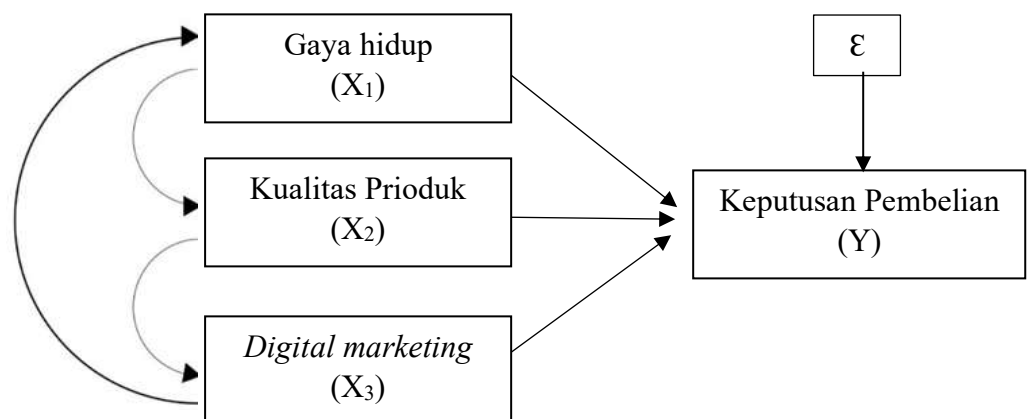 Gaya hidup
(X₁)
ε
Kualitas Prioduk
(X₂)
Keputusan Pembelian
(Y)
Digital marketing
(X₃)